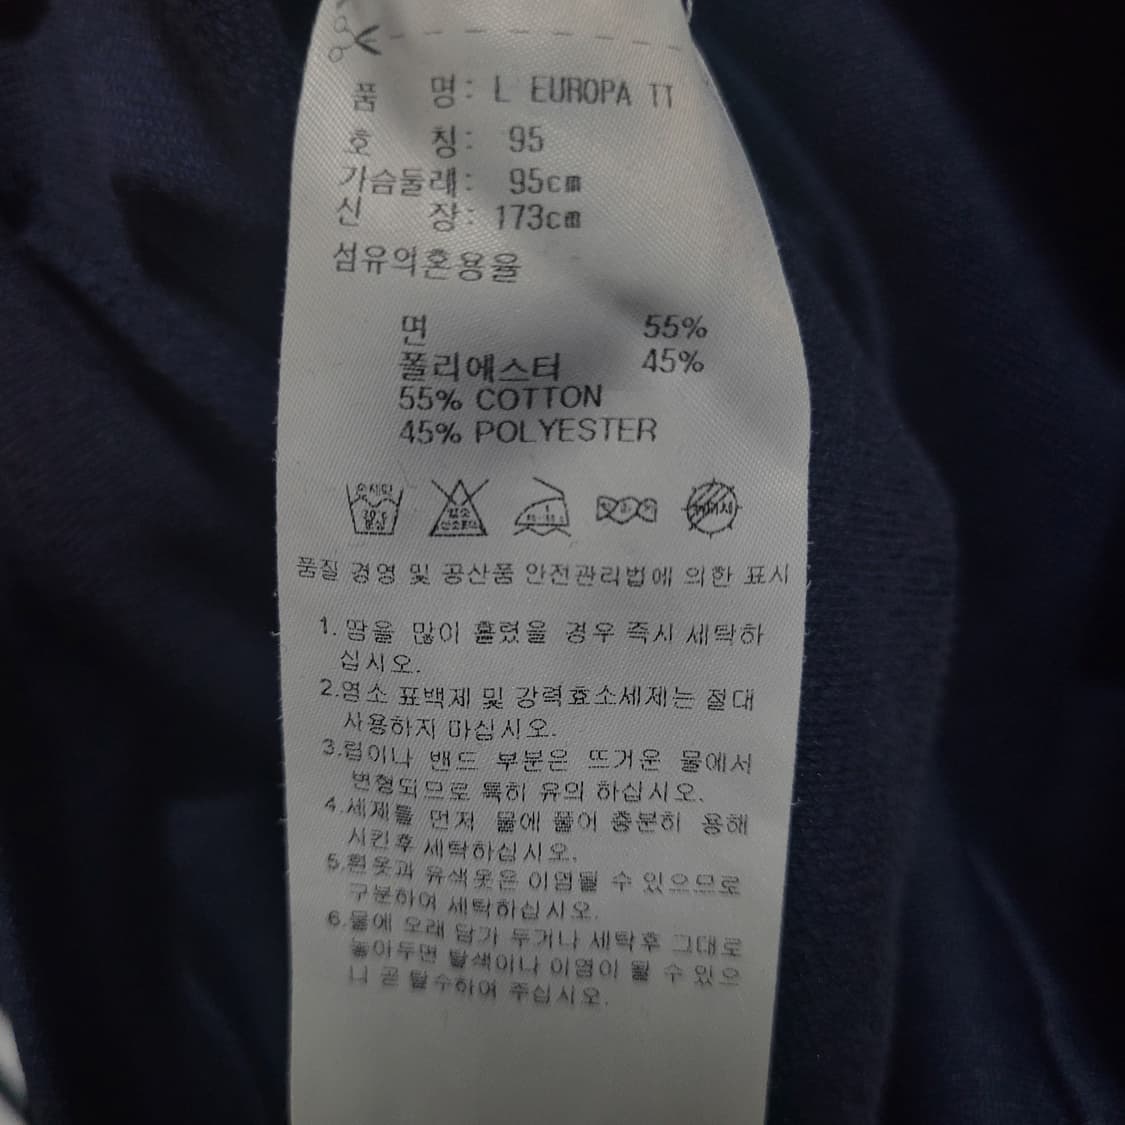 품 명: L EUROPA TT
호 칭: 95
가슴둘레: 95cm
신 장: 173cm
섬유의혼용율
면 55%
폴리에스터 45%
55% COTTON
45% POLYESTER
품질 경영 및 공산품 안전관리법에 의한 표시
1. 땀을 많이 흘렸을 경우 즉시 세탁하
십시오.
2.염소 표백제 및 강력효소세제는 절대
사용하지 마십시오.
3.립이나 밴드 부분은 뜨거운 물에서
변형되므로 특히 유의 하십시오.
4.세제를 먼저 물에 풀어 충분히 용해
시킨후 세탁하십시오.
5.흰옷과 유색옷은 이염될 수 있으므로
구분하여 세탁하십시오.
6.물에 오래 담가 두거나 세탁후 그대로
놓아두면 탈색이나 이염이 될 수 있으
니 곧 탈수하여 주십시오.